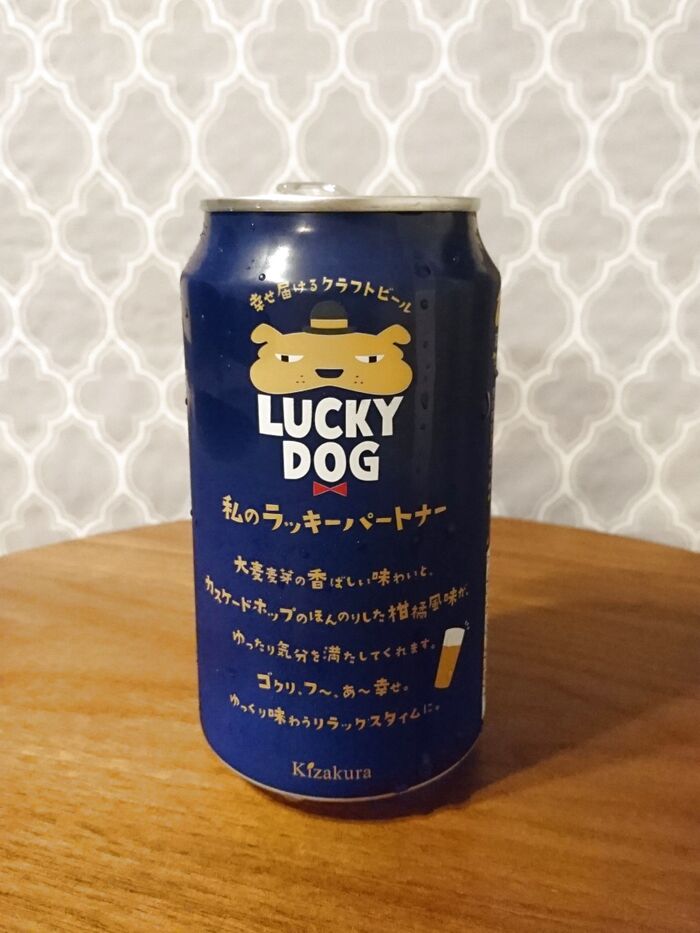 幸せ届けるクラフトビール
LUCKY
DOG
私のラッキーパートナー
大麦麦芽の香ばしい味わいと、
カスケードホップのほんのりした柑橘風味が、
ゆったり気分を満たしてくれます。
ゴクリ、フ〜、あ〜幸せ。
ゆっくり味わうリラックスタイムに。
Kizakura